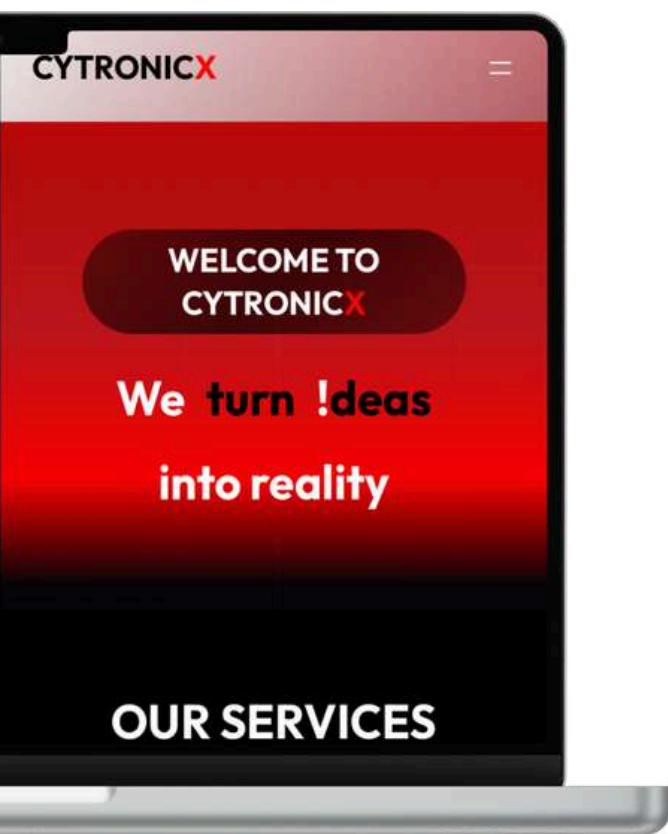 CYTRONICX
WELCOME TO
CYTRONICX
We turn !deas
into reality
OUR SERVICES